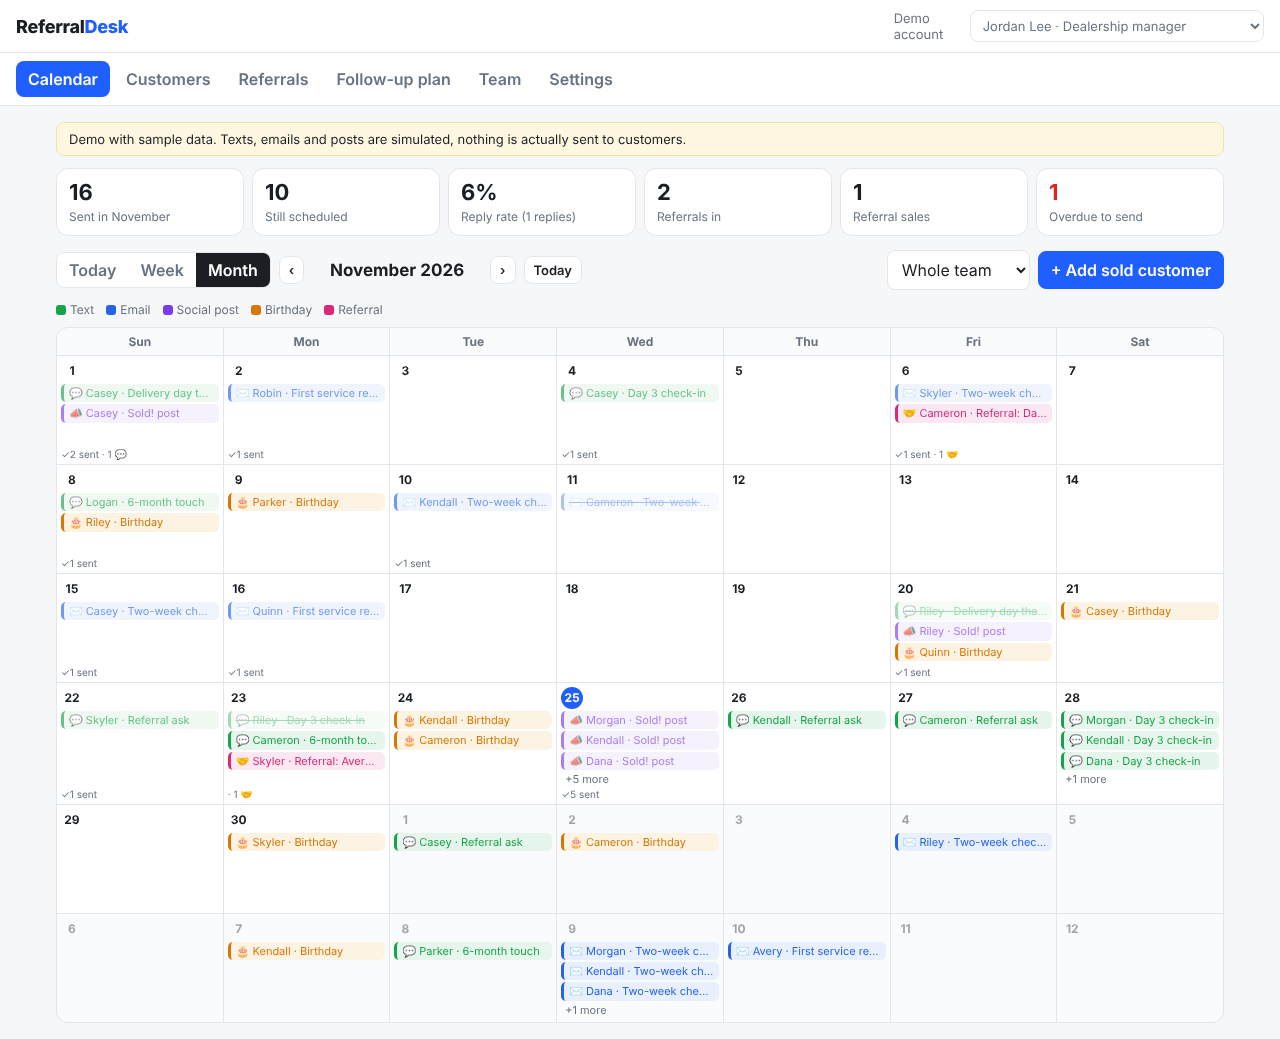 ReferralDesk
Demo account
Jordan Lee · Dealership manager
Calendar Customers Referrals Follow-up plan Team Settings
Demo with sample data. Texts, emails and posts are simulated, nothing is actually sent to customers.
16
Sent in November
10
Still scheduled
6%
Reply rate (1 replies)
2
Referrals in
1
Referral sales
1
Overdue to send
Today Week Month ‹ November 2026 › Today
Whole team
+ Add sold customer
Text Email Social post Birthday Referral
Sun Mon Tue Wed Thu Fri Sat
1
💬 Casey · Delivery day t...
📣 Casey · Sold! post
✓2 sent · 1 💬
2
✉️ Robin · First service re...
✓1 sent
3
4
💬 Casey · Day 3 check-in
✓1 sent
5
6
✉️ Skyler · Two-week ch...
🤝 Cameron · Referral: Da...
✓1 sent · 1 🤝
7
8
💬 Logan · 6-month touch
🎂 Riley · Birthday
✓1 sent
9
🎂 Parker · Birthday
10
✉️ Kendall · Two-week ch...
✓1 sent
11
✉️ Cameron · Two-week ...
12
13
14
15
✉️ Casey · Two-week ch...
✓1 sent
16
✉️ Quinn · First service re...
✓1 sent
17
18
19
20
💬 Riley · Delivery day tha...
📣 Riley · Sold! post
🎂 Quinn · Birthday
✓1 sent
21
🎂 Casey · Birthday
22
💬 Skyler · Referral ask
✓1 sent
23
💬 Riley · Day 3 check-in
💬 Cameron · 6-month to...
🤝 Skyler · Referral: Aver...
· 1 🤝
24
🎂 Kendall · Birthday
🎂 Cameron · Birthday
25
📣 Morgan · Sold! post
📣 Kendall · Sold! post
📣 Dana · Sold! post
+5 more
✓5 sent
26
💬 Kendall · Referral ask
27
💬 Cameron · Referral ask
28
💬 Morgan · Day 3 check-in
💬 Kendall · Day 3 check-in
💬 Dana · Day 3 check-in
+1 more
29
30
🎂 Skyler · Birthday
1
💬 Casey · Referral ask
2
🎂 Cameron · Birthday
3
4
✉️ Riley · Two-week chec...
5
6
7
🎂 Kendall · Birthday
8
💬 Parker · 6-month touch
9
✉️ Morgan · Two-week c...
✉️ Kendall · Two-week ch...
✉️ Dana · Two-week che...
+1 more
10
✉️ Avery · First service re...
11
12